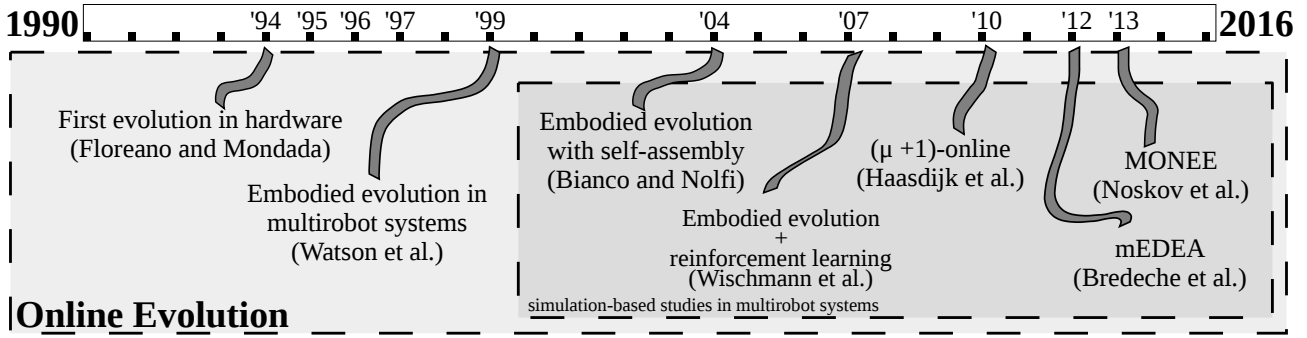 1990 '94 '95 '96 '97 '99 '04 '07 '10 '12 '13 2016
First evolution in hardware
(Floreano and Mondada)
Embodied evolution in
multirobot systems
(Watson et al.)
Embodied evolution
with self-assembly
(Bianco and Nolfi)
Embodied evolution
+
reinforcement learning
(Wischmann et al.)
(μ +1)-online
(Haasdijk et al.)
MONEE
(Noskov et al.)
mEDEA
(Bredeche et al.)
simulation-based studies in multirobot systems
Online Evolution